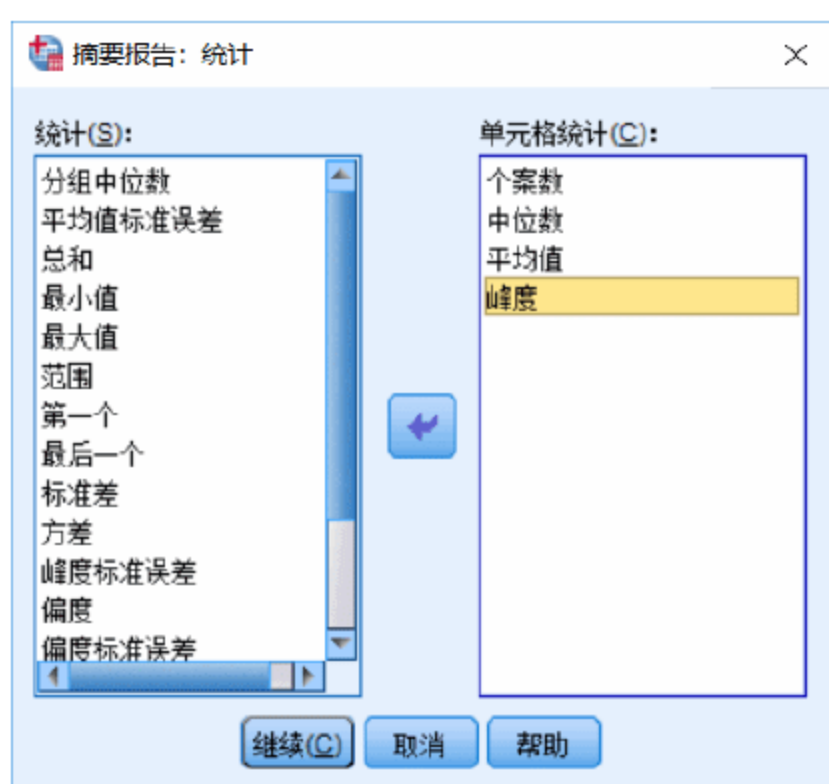 摘要报告：统计
统计(S):
分组中位数
平均值标准误差
总和
最小值
最大值
范围
第一个
最后一个
标准差
方差
峰度标准误差
偏度
偏度标准误差
单元格统计(C):
个案数
中位数
平均值
峰度
继续(C)
取消
帮助